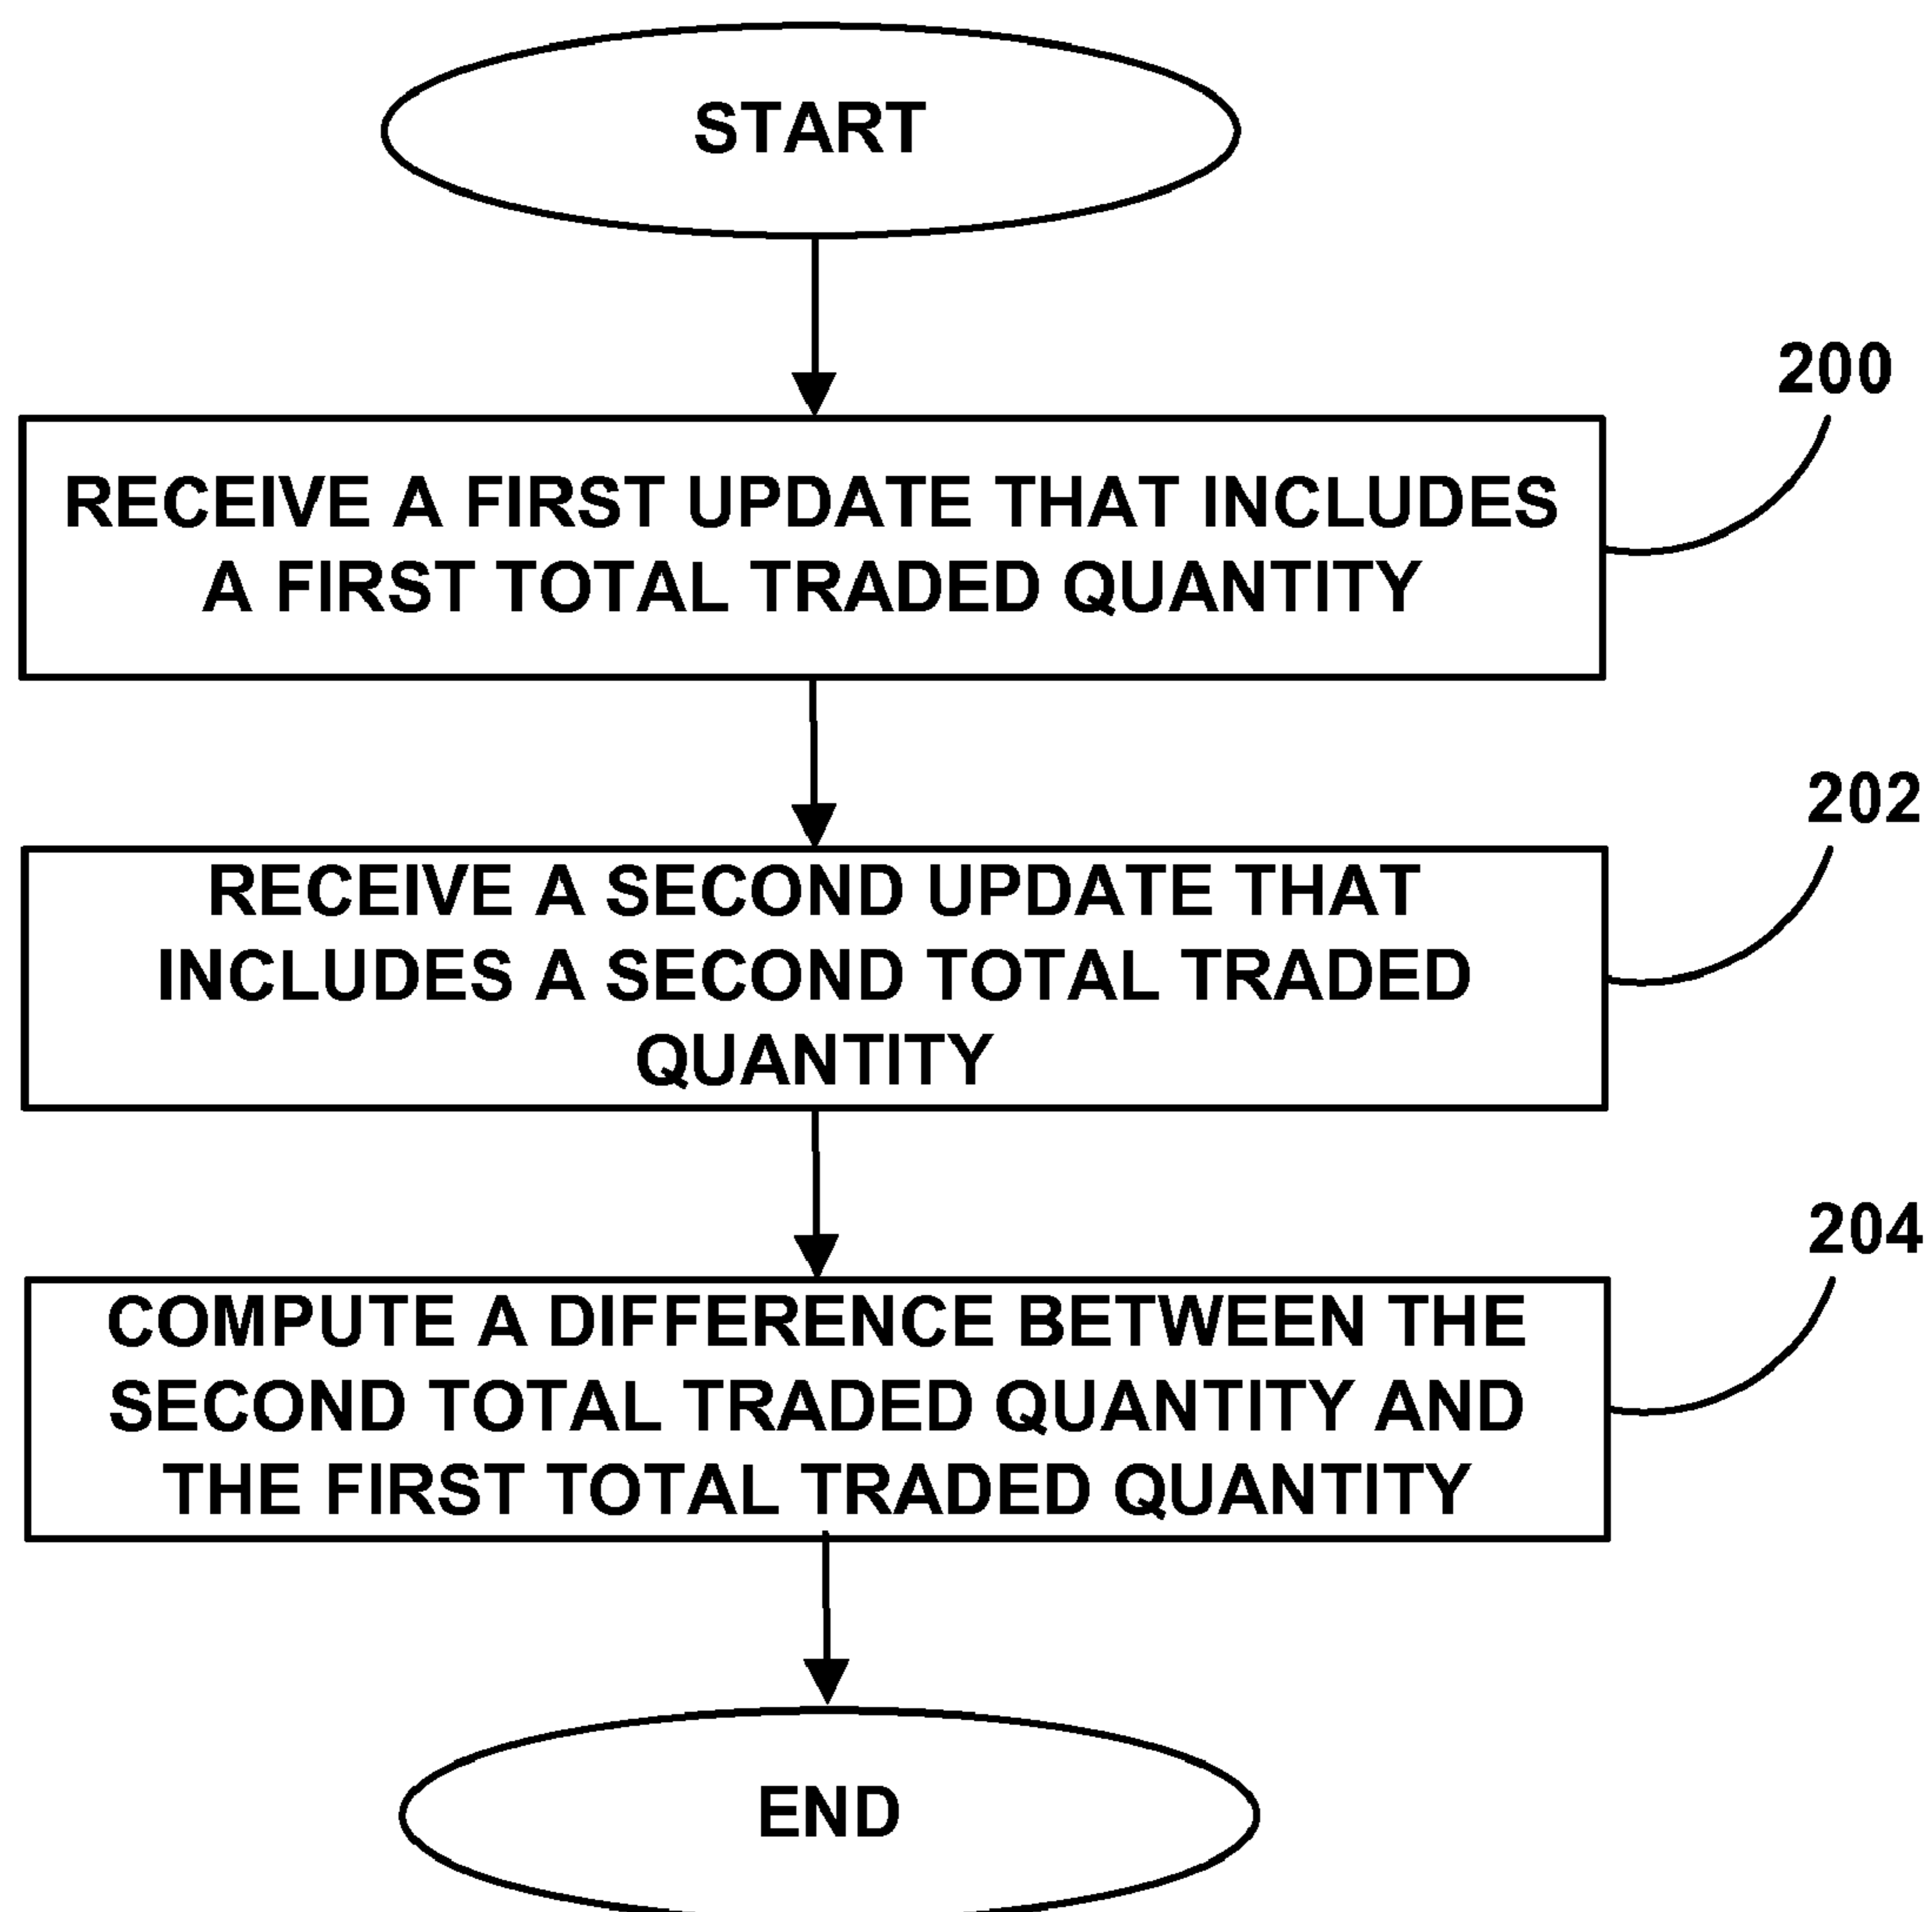 START
200
RECEIVE A FIRST UPDATE THAT INCLUDES
A FIRST TOTAL TRADED QUANTITY
202
RECEIVE A SECOND UPDATE THAT
INCLUDES A SECOND TOTAL TRADED
QUANTITY
204
COMPUTE A DIFFERENCE BETWEEN THE
SECOND TOTAL TRADED QUANTITY AND
THE FIRST TOTAL TRADED QUANTITY
END